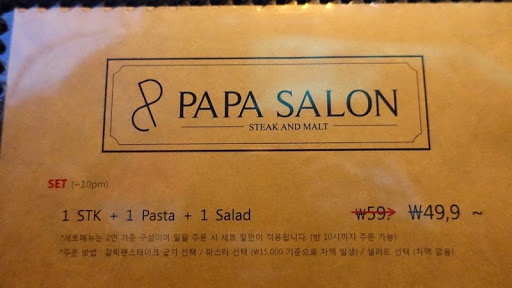 PAPA SALON
STEAK AND MALT
SET (~10pm)
1 STK + 1 Pasta + 1 Salad ₩59 ₩49,9 ~
*세트메뉴는 2인 기준 구성이며 알콜 주문 시 세트 할인이 적용됩니다. (밤 10시까지 주문 가능)
*주문 방법 : 갈릭랜스테이크 굽기 선택 / 파스타 선택 (₩15,000 기준으로 차액 발생) / 샐러드 선택 (차액 없음)